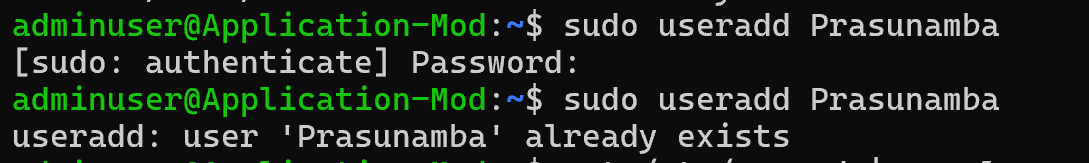 adminuser@Application-Mod:~$ sudo useradd Prasunamba
[sudo: authenticate] Password:
adminuser@Application-Mod:~$ sudo useradd Prasunamba
useradd: user 'Prasunamba' already exists